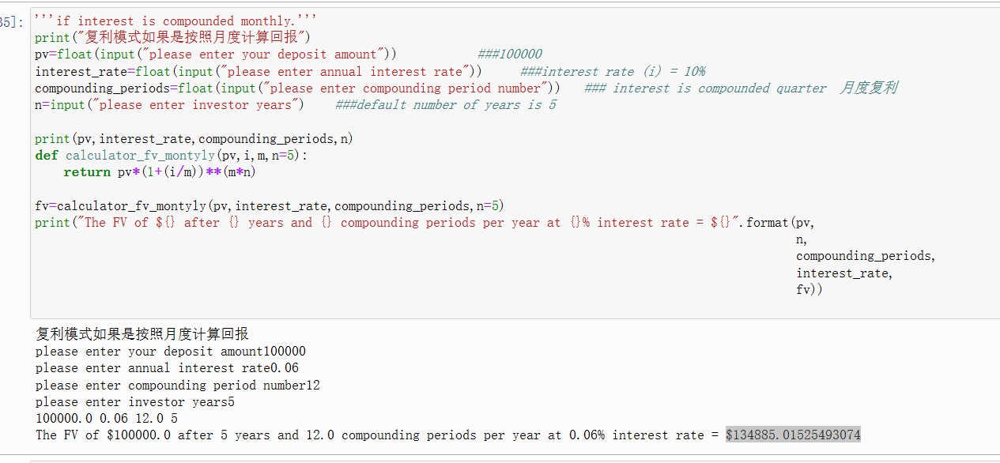 35]:
'''if interest is compounded monthly.'''
print("复利模式如果是按照月度计算回报")
pv=float(input("please enter your deposit amount")) ###100000
interest_rate=float(input("please enter annual interest rate")) ###interest rate (i) = 10%
compounding_periods=float(input("please enter compounding period number")) ### interest is compounded quarter 月度复利
n=input("please enter investor years") ###default number of years is 5
print(pv,interest_rate,compounding_periods,n)
def calculator_fv_montyly(pv,i,m,n=5):
return pv*(1+(i/m))**(m*n)
fv=calculator_fv_montyly(pv,interest_rate,compounding_periods,n=5)
print("The FV of ${} after {} years and {} compounding periods per year at {}% interest rate = ${}".format(pv,
n,
compounding_periods,
interest_rate,
fv))
复利模式如果是按照月度计算回报
please enter your deposit amount100000
please enter annual interest rate0.06
please enter compounding period number12
please enter investor years5
100000.0 0.06 12.0 5
The FV of $100000.0 after 5 years and 12.0 compounding periods per year at 0.06% interest rate = $134885.01525493074